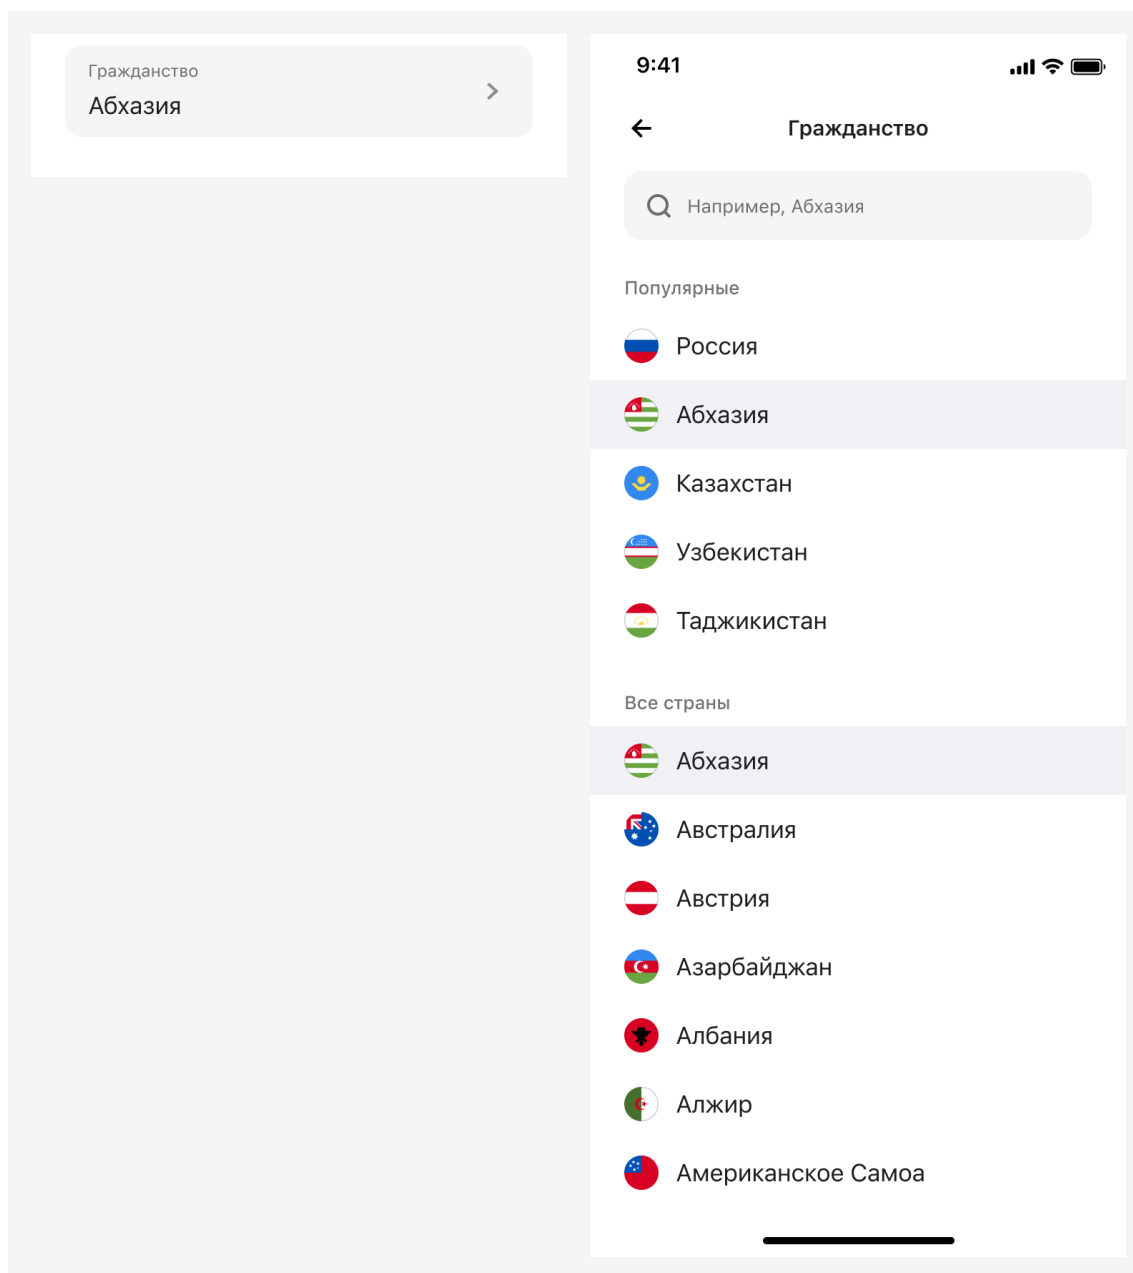 Гражданство
Абхазия
9:41
Гражданство
Например, Абхазия
Популярные
Россия
Абхазия
Казахстан
Узбекистан
Таджикистан
Все страны
Абхазия
Австралия
Австрия
Азарбайджан
Албания
Алжир
Американское Самоа